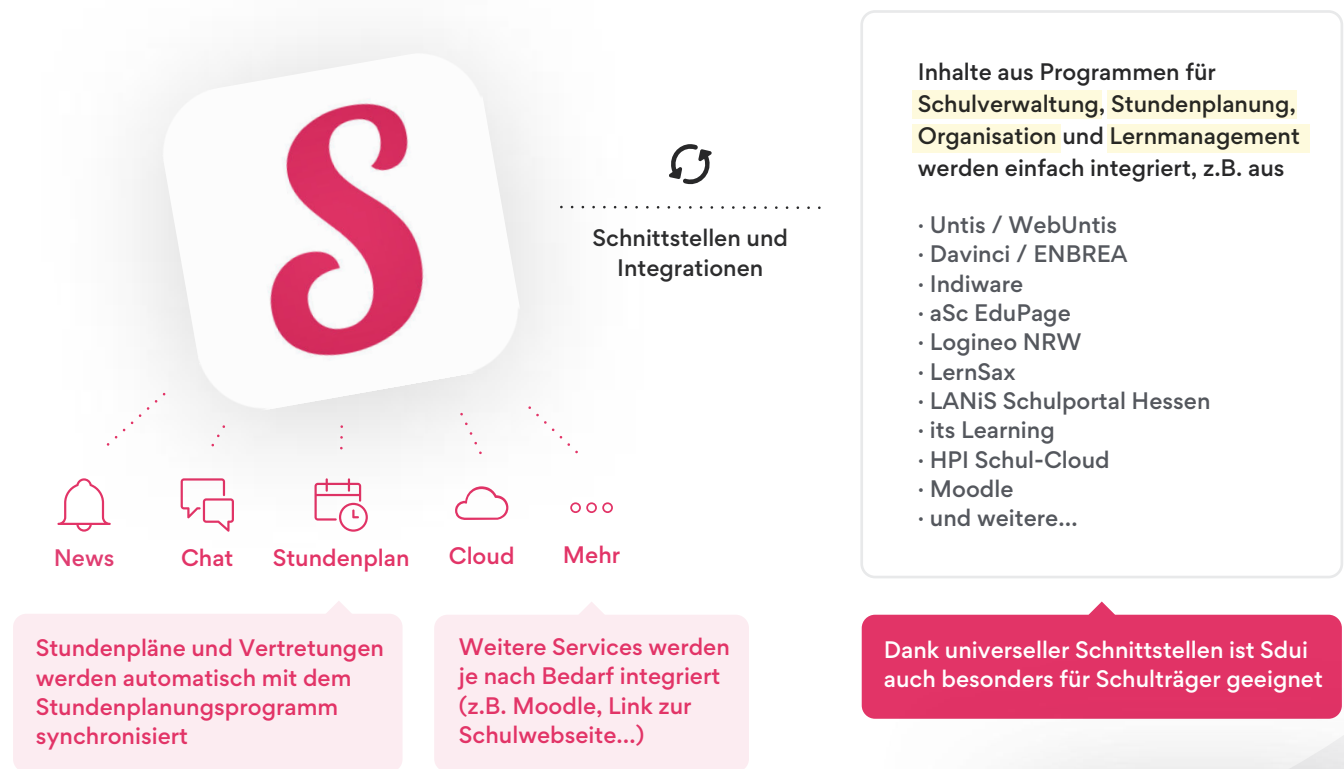 S
Schnittstellen und
Integrationen
News
Chat
Stundenplan
Cloud
Mehr
Stundenpläne und Vertretungen
werden automatisch mit dem
Stundenplanungsprogramm
synchronisiert
Weitere Services werden
je nach Bedarf integriert
(z.B. Moodle, Link zur
Schulwebseite...)
Inhalte aus Programmen für
Schulverwaltung, Stundenplanung,
Organisation und Lernmanagement
werden einfach integriert, z.B. aus
· Untis / WebUntis
· Davinci / ENBREA
· Indiware
· aSc EduPage
· Logineo NRW
· LernSax
· LANiS Schulportal Hessen
· its Learning
· HPI Schul-Cloud
· Moodle
· und weitere...
Dank universeller Schnittstellen ist Sdui
auch besonders für Schulträger geeignet